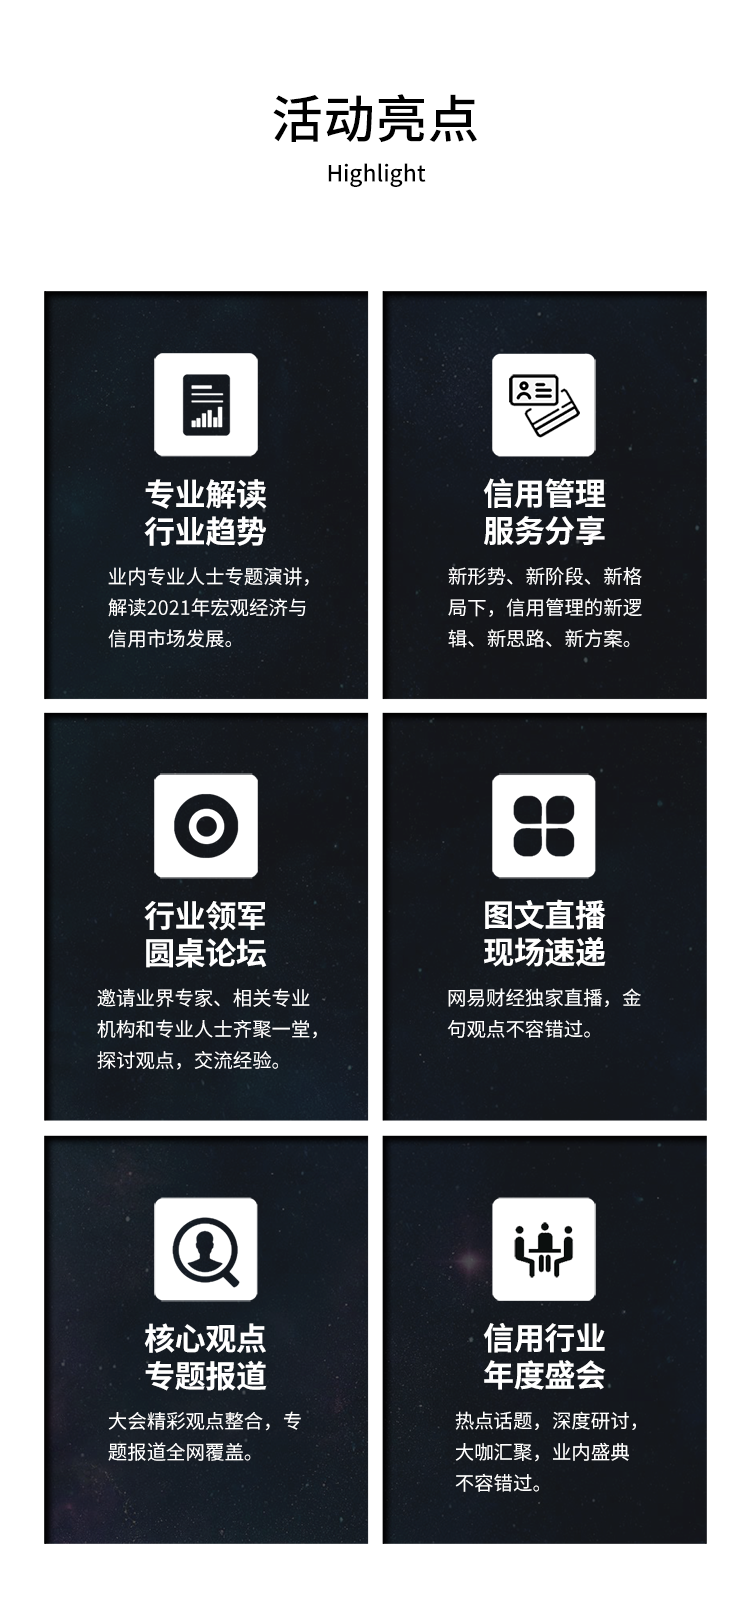 活动亮点
Highlight
专业解读
行业趋势
业内专业人士专题演讲，
解读2021年宏观经济与
信用市场发展。
信用管理
服务分享
新形势、新阶段、新格
局下，信用管理的新逻
辑、新思路、新方案。
行业领军
圆桌论坛
邀请业界专家、相关专业
机构和专业人士齐聚一堂，
探讨观点，交流经验。
图文直播
现场速递
网易财经独家直播，金
句观点不容错过。
核心观点
专题报道
大会精彩观点整合，专
题报道全网覆盖。
信用行业
年度盛会
热点话题，深度研讨，
大咖汇聚，业内盛典
不容错过。